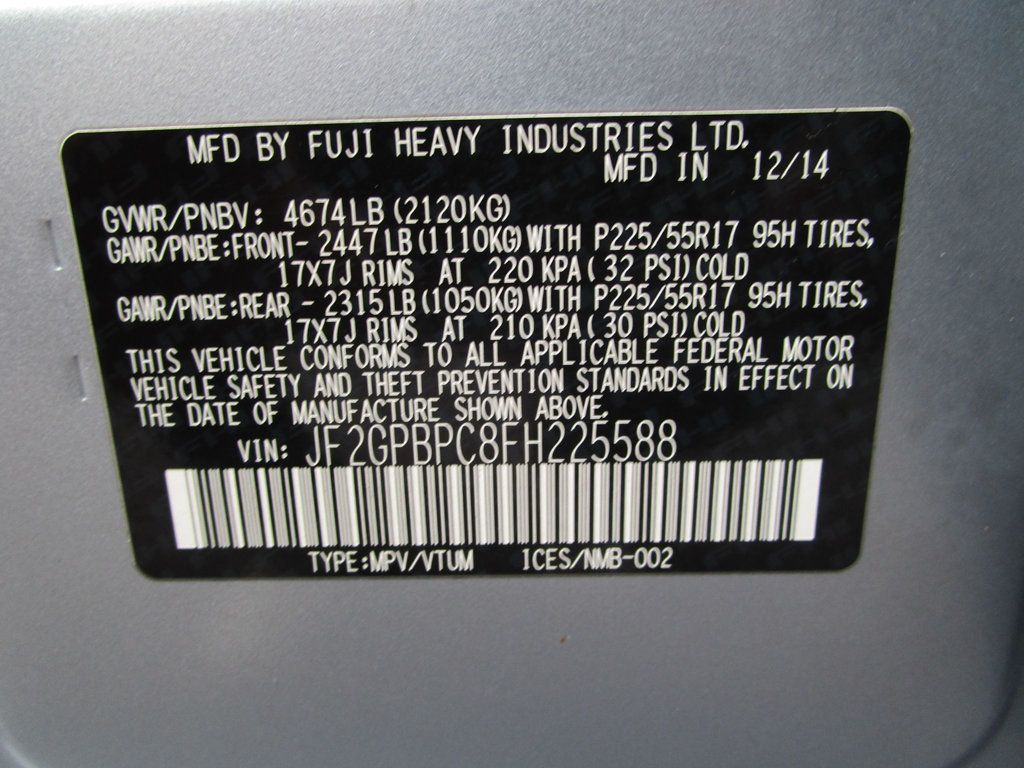 MFD BY FUJI HEAVY INDUSTRIES LTD.
MFD IN 12/14
GVWR/PNBV: 4674LB(2120KG)
GAWR/PNBE:FRONT- 2447LB(1110KG)WITH P225/55R17 95H TIRES,
17X7J RIMS AT 220 KPA( 32 PSI)COLD
GAWR/PNBE:REAR - 2315LB(1050KG)WITH P225/55R17 95H TIRES,
17X7J RIMS AT 210 KPA( 30 PSI)COLD
THIS VEHICLE CONFORMS TO ALL APPLICABLE FEDERAL MOTOR
VEHICLE SAFETY AND THEFT PREVENTION STANDARDS IN EFFECT ON
THE DATE OF MANUFACTURE SHOWN ABOVE.
VIN: JF2GPBPC8FH225588
TYPE:MPV/VTUM ICES/NMB-002